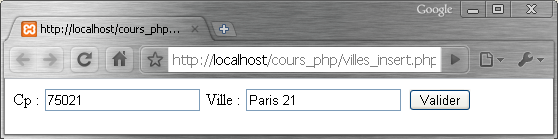 Google
http://localhost/cours_php...
http://localhost/cours_php/villes_insert.php
Cp : 75021 Ville : Paris 21 Valider